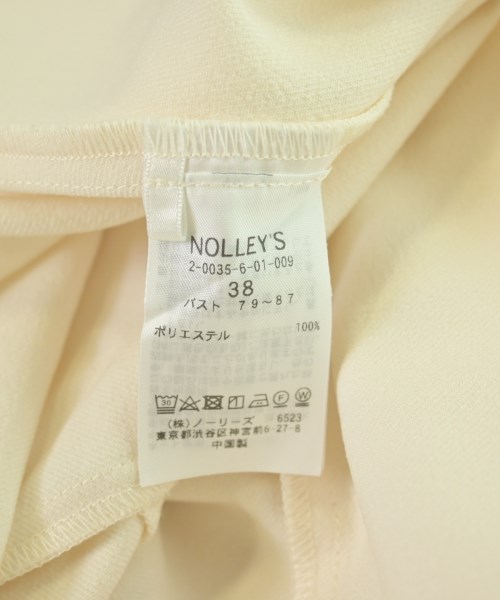 NOLLEY'S
2-0035-6-01-009
38
バスト 79~87
ポリエステル 100%
30 F W
(株)ノーリーズ 6523
東京都渋谷区神宮前6-27-8
中国製